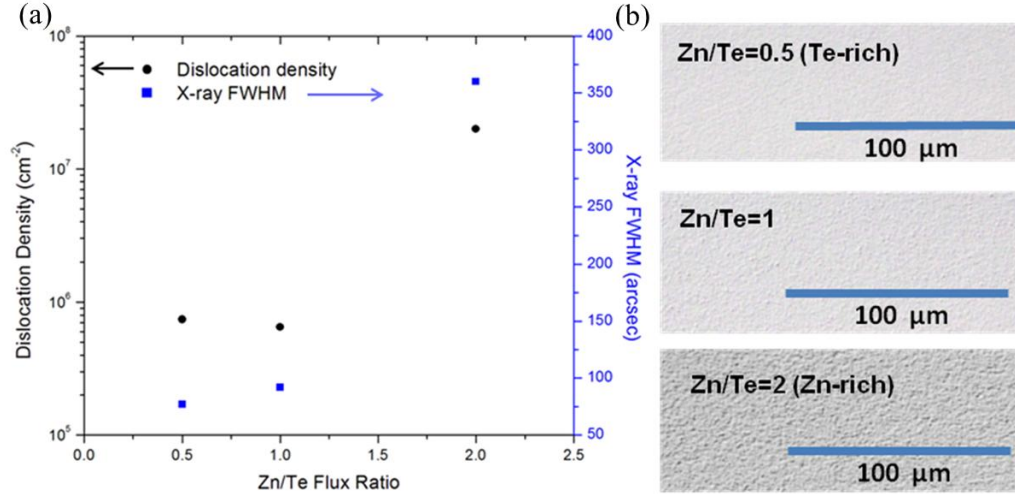 (a)
10^8
10^7
10^6
10^5
Dislocation Density (cm^-2)
Dislocation density
X-ray FWHM
400
350
300
250
200
150
100
50
X-ray FWHM (arcsec)
0.0 0.5 1.0 1.5 2.0 2.5
Zn/Te Flux Ratio
(b)
Zn/Te=0.5 (Te-rich)
100 μm
Zn/Te=1
100 μm
Zn/Te=2 (Zn-rich)
100 μm